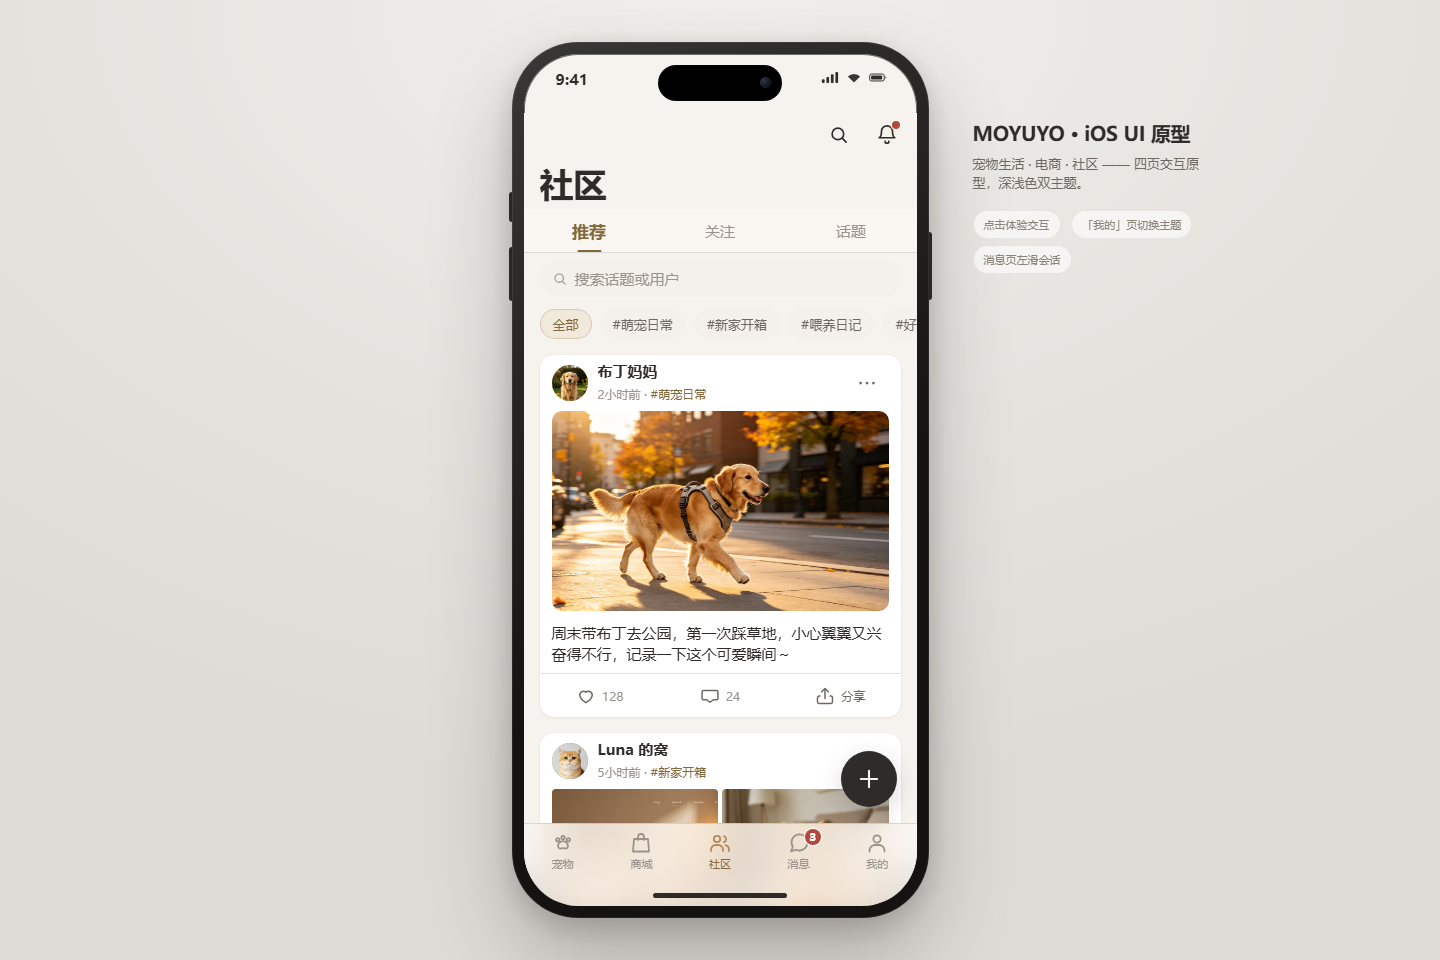 9:41
社区
推荐
关注
话题
搜索话题或用户
全部
#萌宠日常
#新家开箱
#喂养日记
#好
布丁妈妈
2小时前 · #萌宠日常
周末带布丁去公园，第一次踩草地，小心翼翼又兴
奋得不行，记录一下这个可爱瞬间～
128
24
分享
Luna 的窝
5小时前 · #新家开箱
宠物
商城
社区
3
消息
我的
MOYUYO • iOS UI 原型
宠物生活 · 电商 · 社区 —— 四页交互原
型，深浅色双主题。
点击体验交互
「我的」页切换主题
消息页左滑会话